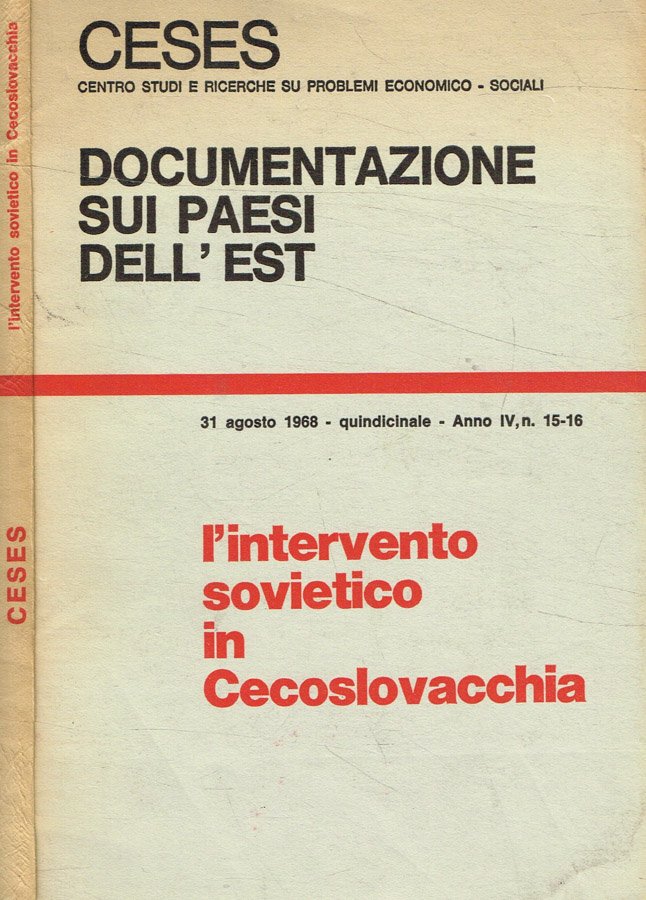 CESES
CENTRO STUDI E RICERCHE SU PROBLEMI ECONOMICO - SOCIALI
DOCUMENTAZIONE
SUI PAESI
DELL' EST
31 agosto 1968 - quindicinale - Anno IV, n. 15-16
l'intervento
sovietico
in
Cecoslovacchia
l'intervento sovietico in Cecoslovacchia
CESES